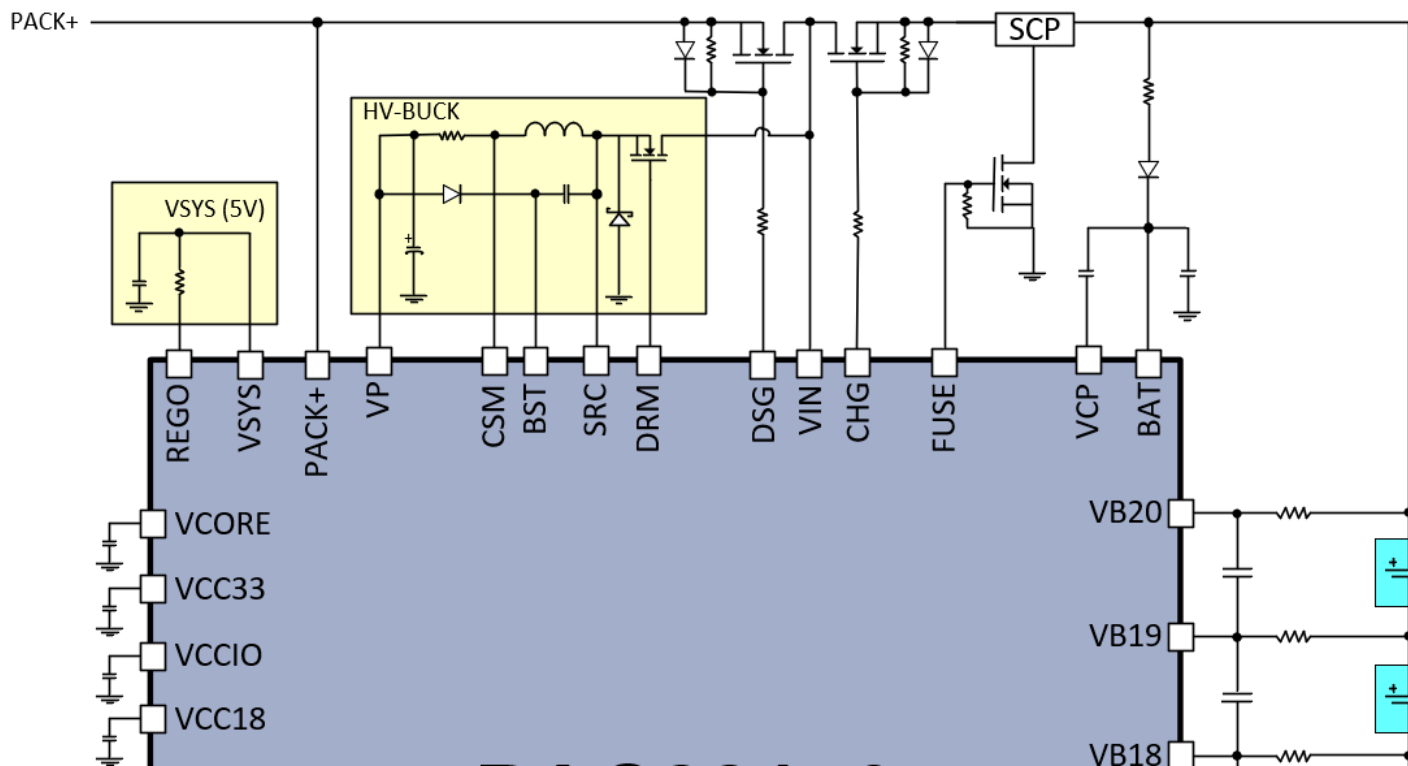 PACK+
SCP
HV-BUCK
VSYS (5V)
+
REGO
VSYS
PACK+
VP
CSM
BST
SRC
DRM
DSG
VIN
CHG
FUSE
VCP
BAT
VCORE
VCC33
VCCIO
VCC18
VB20
+
VB19
+
VB18